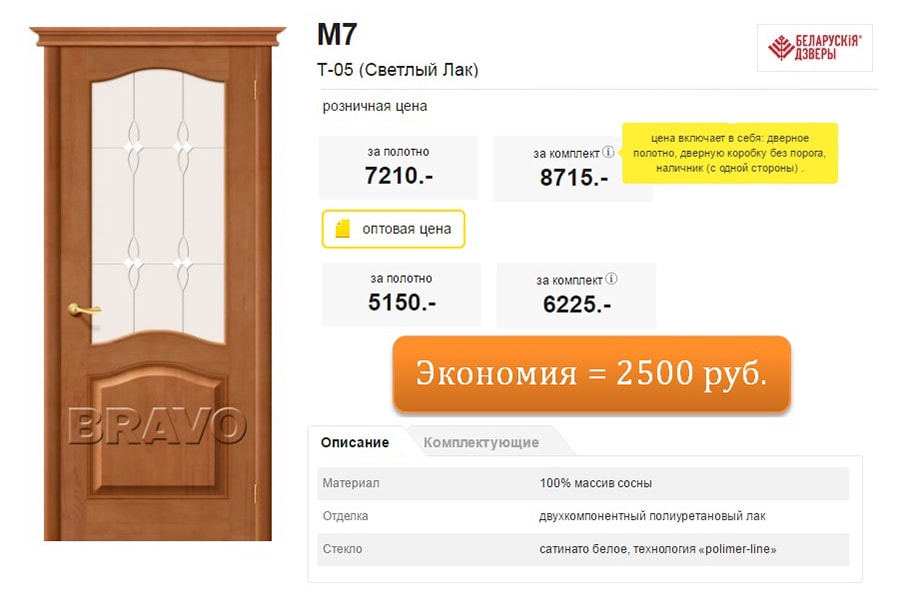 М7
Т-05 (Светлый Лак)
БЕЛАРУСКIЯ®
ДЗВЕРЫ
розничная цена
за полотно
7210.-
за комплект
8715.-
цена включает в себя: дверное
полотно, дверную коробку без порога,
наличник (с одной стороны) .
оптовая цена
за полотно
5150.-
за комплект
6225.-
Экономия = 2500 руб.
BRAVO
Описание
Комплектующие
Материал 100% массив сосны
Отделка двухкомпонентный полиуретановый лак
Стекло сатинато белое, технология «polimer-line»